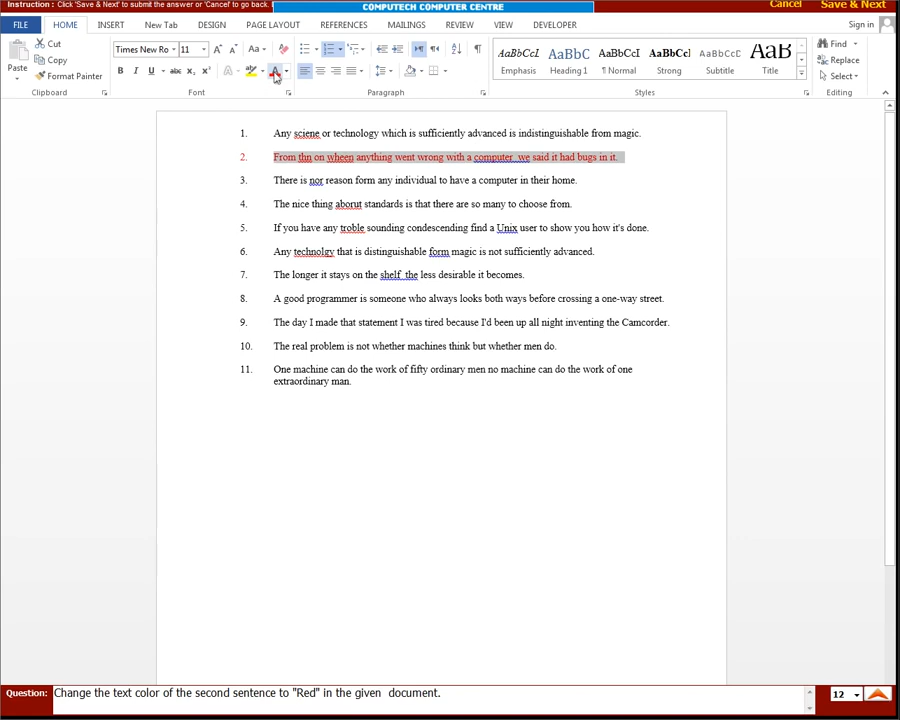 Instruction : Click 'Save & Next' to submit the answer or 'Cancel' to go back.
COMPUTECH COMPUTER CENTRE
Cancel Save & Next
FILE HOME INSERT New Tab DESIGN PAGE LAYOUT REFERENCES MAILINGS REVIEW VIEW DEVELOPER Sign in
Paste
Cut
Copy
Format Painter
Clipboard
Times New Ro 11
Font
Paragraph
AaBbCcI AaBbC AaBbCcI AaBbCcI AaBbCcD AaB
Emphasis Heading 1 ¶ Normal Strong Subtitle Title
Styles
Find
Replace
Select
Editing
1. Any sciene or technology which is sufficiently advanced is indistinguishable from magic.
2. From thn on wheen anything went wrong with a computer we said it had bugs in it.
3. There is nor reason form any individual to have a computer in their home.
4. The nice thing aborut standards is that there are so many to choose from.
5. If you have any troble sounding condescending find a Unix user to show you how it's done.
6. Any technolgy that is distinguishable form magic is not sufficiently advanced.
7. The longer it stays on the shelf the less desirable it becomes.
8. A good programmer is someone who always looks both ways before crossing a one-way street.
9. The day I made that statement I was tired because I'd been up all night inventing the Camcorder.
10. The real problem is not whether machines think but whether men do.
11. One machine can do the work of fifty ordinary men no machine can do the work of one
extraordinary man.
Question: Change the text color of the second sentence to "Red" in the given document.
12